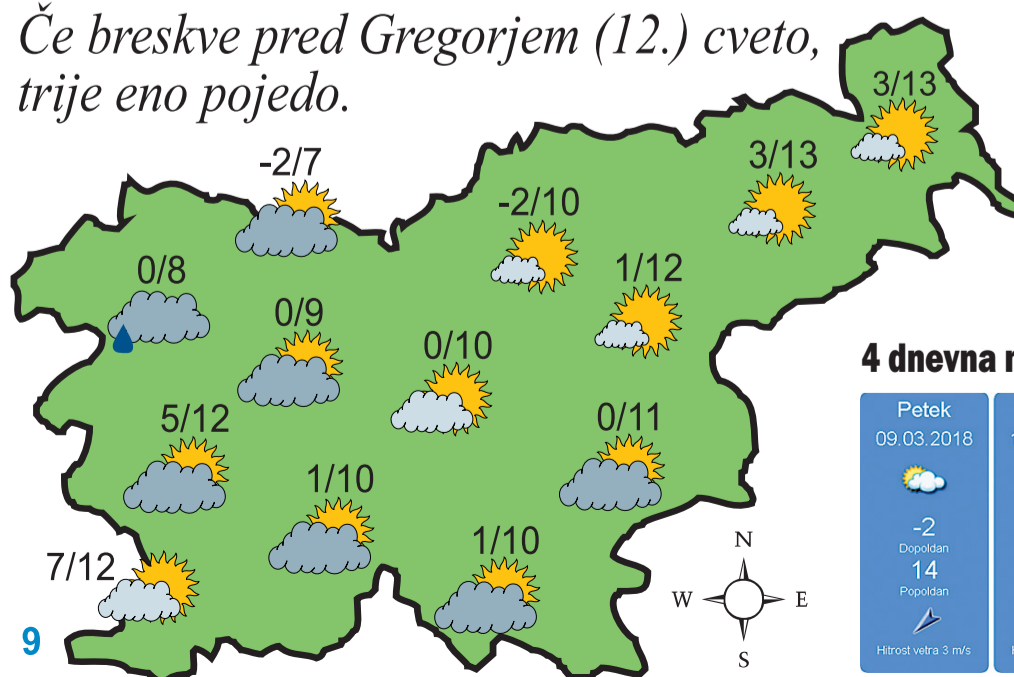 Če breskve pred Gregorjem (12.) cveto,
trije eno pojedo.
3/13
3/13
-2/7
-2/10
0/8
1/12
0/9
0/10
5/12
0/11
1/10
1/10
7/12
N
W E
S
9
4 dnevna
Petek
09.03.2018
-2
Dopoldan
14
Popoldan
Hitrost vetra 3 m/s